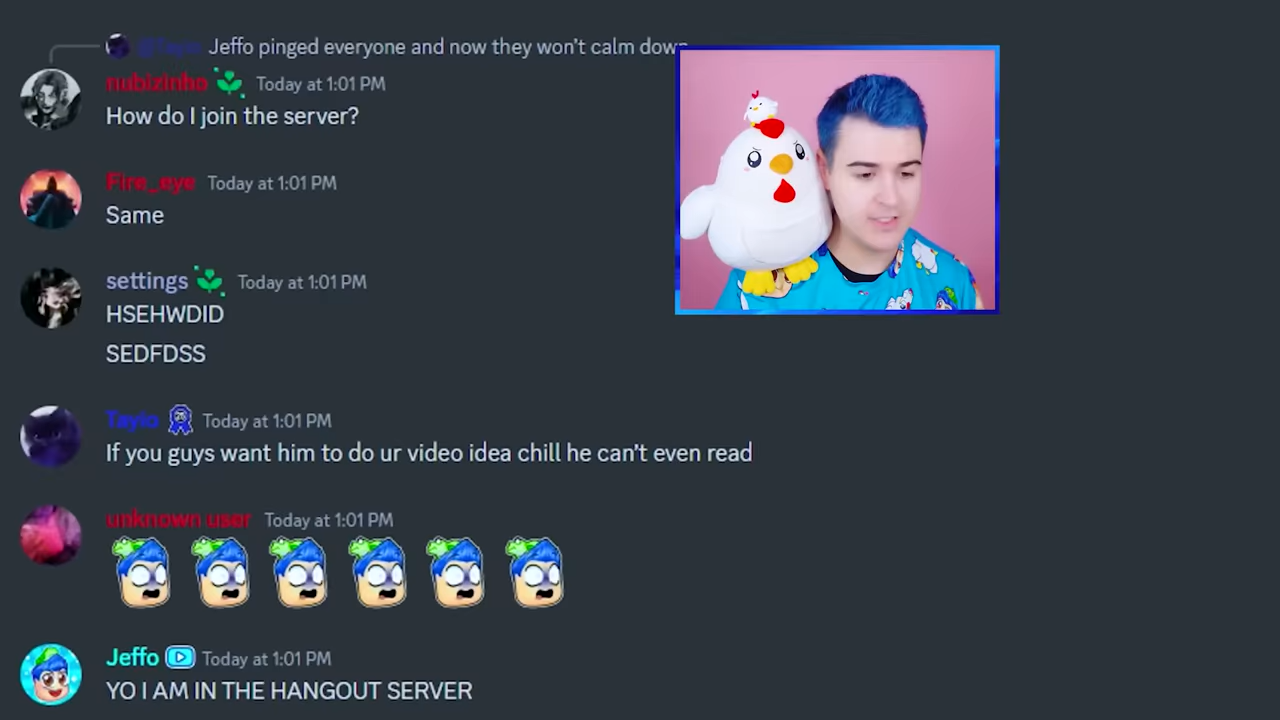 @Tayio Jeffo pinged everyone and now they won't calm down
nubizinho Today at 1:01 PM
How do I join the server?
Fire_eye Today at 1:01 PM
Same
settings Today at 1:01 PM
HSEHWDID
SEDFDSS
Tayio Today at 1:01 PM
If you guys want him to do ur video idea chill he can't even read
unknown user Today at 1:01 PM
Jeffo Today at 1:01 PM
YO I AM IN THE HANGOUT SERVER